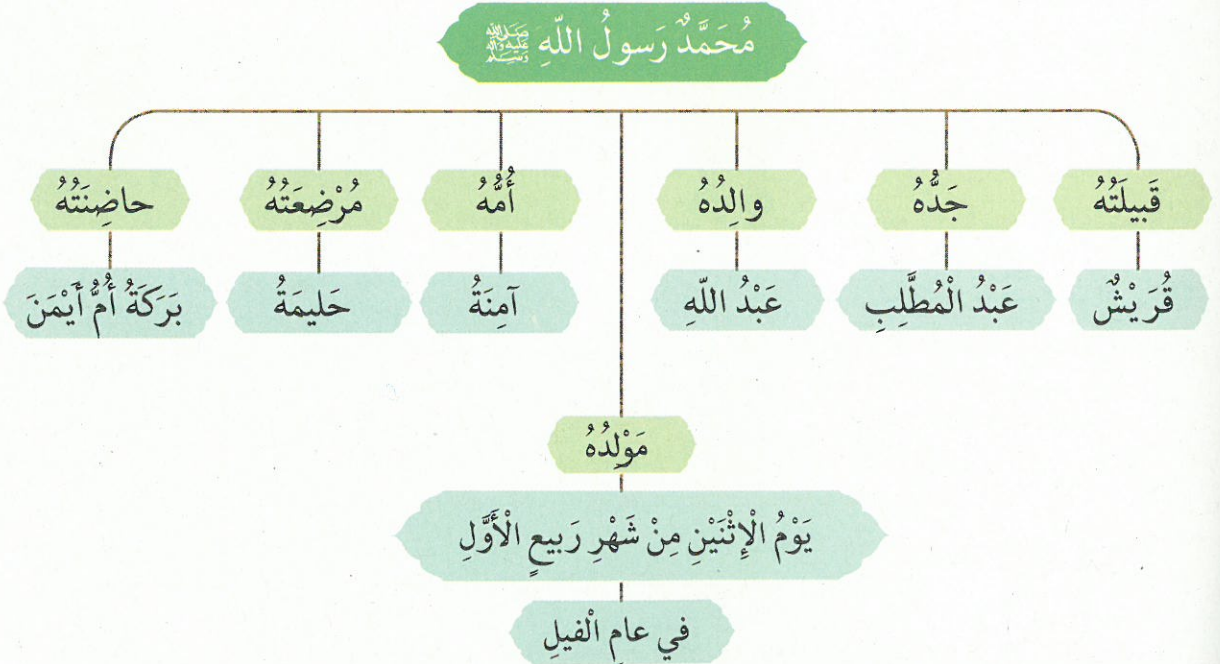 مُحَمَّدٌ رَسولُ اللّهِ ﷺ
قَبيلَتُهُ
جَدُّهُ
والِدُهُ
أُمُّهُ
مُرْضِعَتُهُ
حاضِنَتُهُ
قُرَيْشٌ
عَبْدُ الْمُطَّلِبِ
عَبْدُ اللّهِ
آمِنَةُ
حَليمَةُ
بَرَكَةُ أُمُّ أَيْمَنَ
مَوْلِدُهُ
يَوْمُ الْإِثْنَيْنِ مِنْ شَهْرِ رَبيعٍ الْأَوَّلِ
في عامِ الْفيلِ